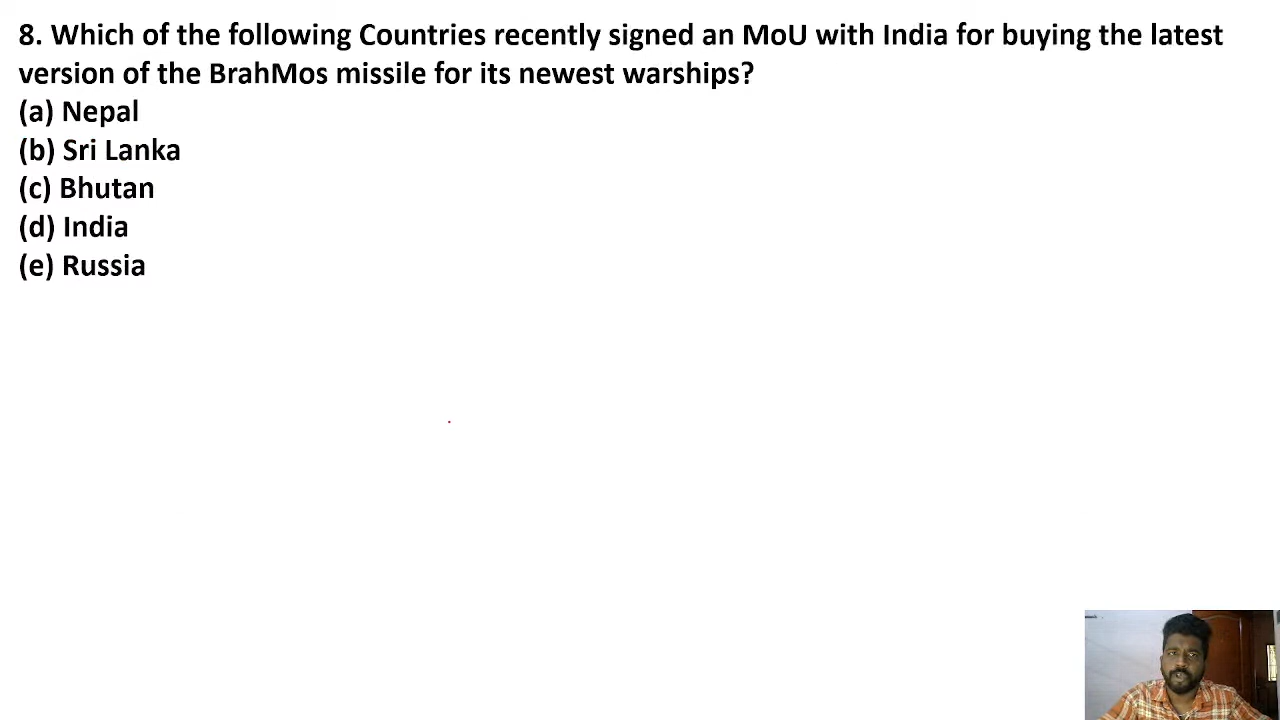 8. Which of the following Countries recently signed an MoU with India for buying the latest
version of the BrahMos missile for its newest warships?
(a) Nepal
(b) Sri Lanka
(c) Bhutan
(d) India
(e) Russia